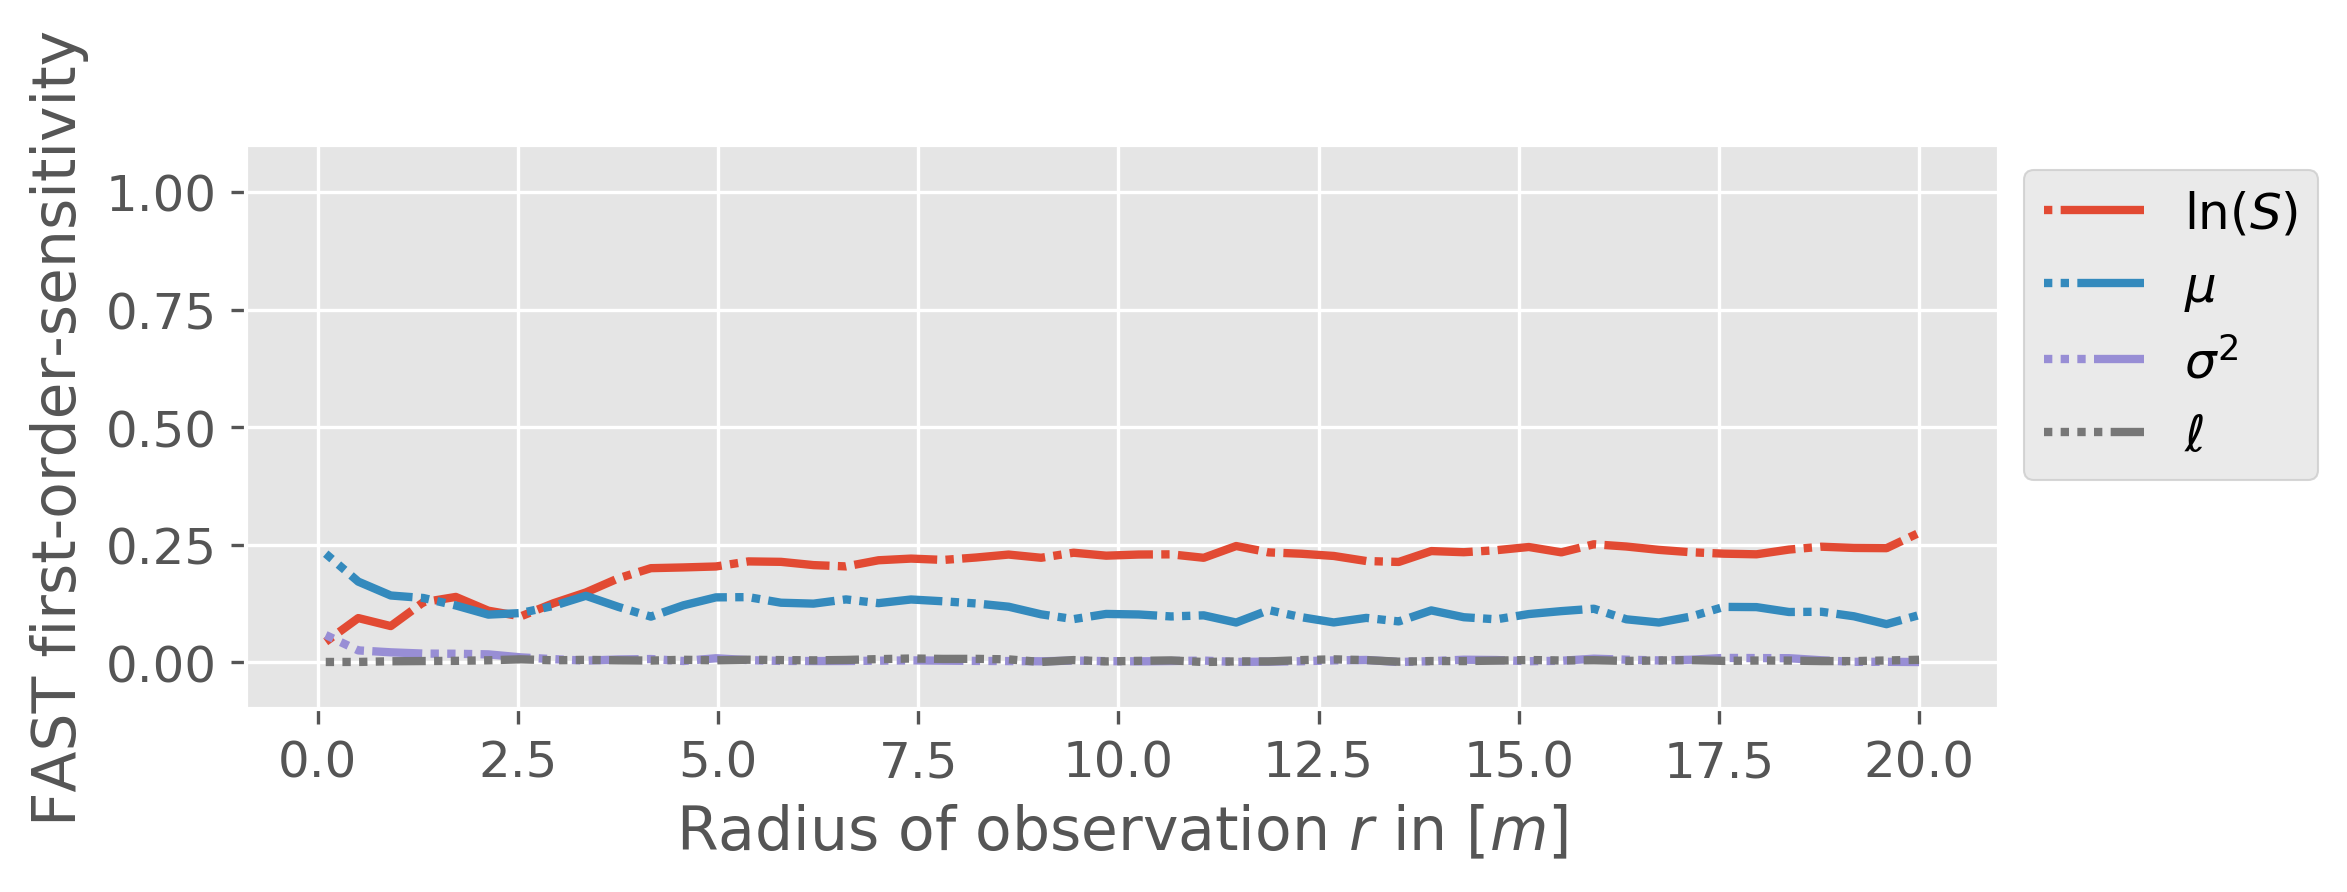 FAST first-order-sensitivity
1.00
0.75
0.50
0.25
0.00
0.0 2.5 5.0 7.5 10.0 12.5 15.0 17.5 20.0
Radius of observation r in [m]
ln(S)
μ
σ²
ℓ